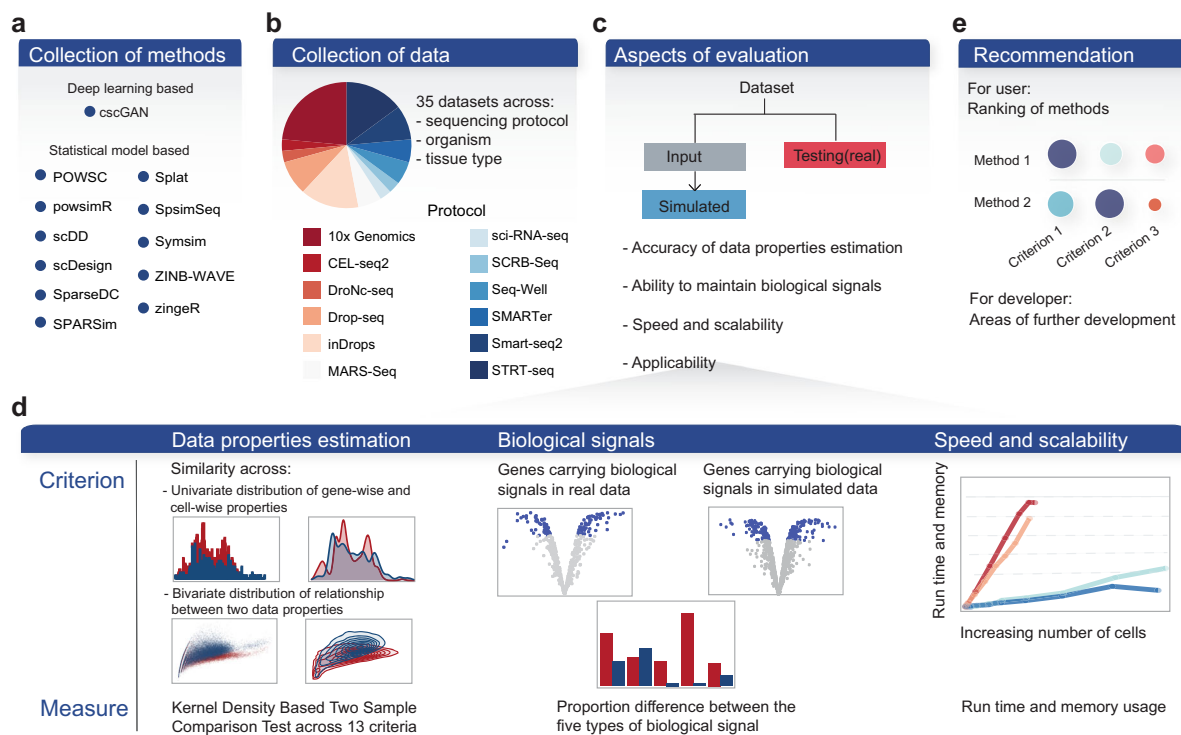 a
Collection of methods
Deep learning based
cscGAN
Statistical model based
POWSC
powsimR
scDD
scDesign
SparseDC
SPARSim
Splat
SpsimSeq
Symsim
ZINB-WAVE
zingeR
b
Collection of data
35 datasets across:
- sequencing protocol
- organism
- tissue type
Protocol
10x Genomics
CEL-seq2
DroNc-seq
Drop-seq
inDrops
MARS-Seq
sci-RNA-seq
SCRB-Seq
Seq-Well
SMARTer
Smart-seq2
STRT-seq
c
Aspects of evaluation
Dataset
Input
Testing(real)
Simulated
- Accuracy of data properties estimation
- Ability to maintain biological signals
- Speed and scalability
- Applicability
e
Recommendation
For user:
Ranking of methods
Method 1
Method 2
Criterion 1
Criterion 2
Criterion 3
For developer:
Areas of further development
d
Data properties estimation
Biological signals
Speed and scalability
Criterion
Similarity across:
- Univariate distribution of gene-wise and
cell-wise properties
- Bivariate distribution of relationship
between two data properties
Genes carrying biological
signals in real data
Genes carrying biological
signals in simulated data
Run time and memory
Increasing number of cells
Measure
Kernel Density Based Two Sample
Comparison Test across 13 criteria
Proportion difference between the
five types of biological signal
Run time and memory usage